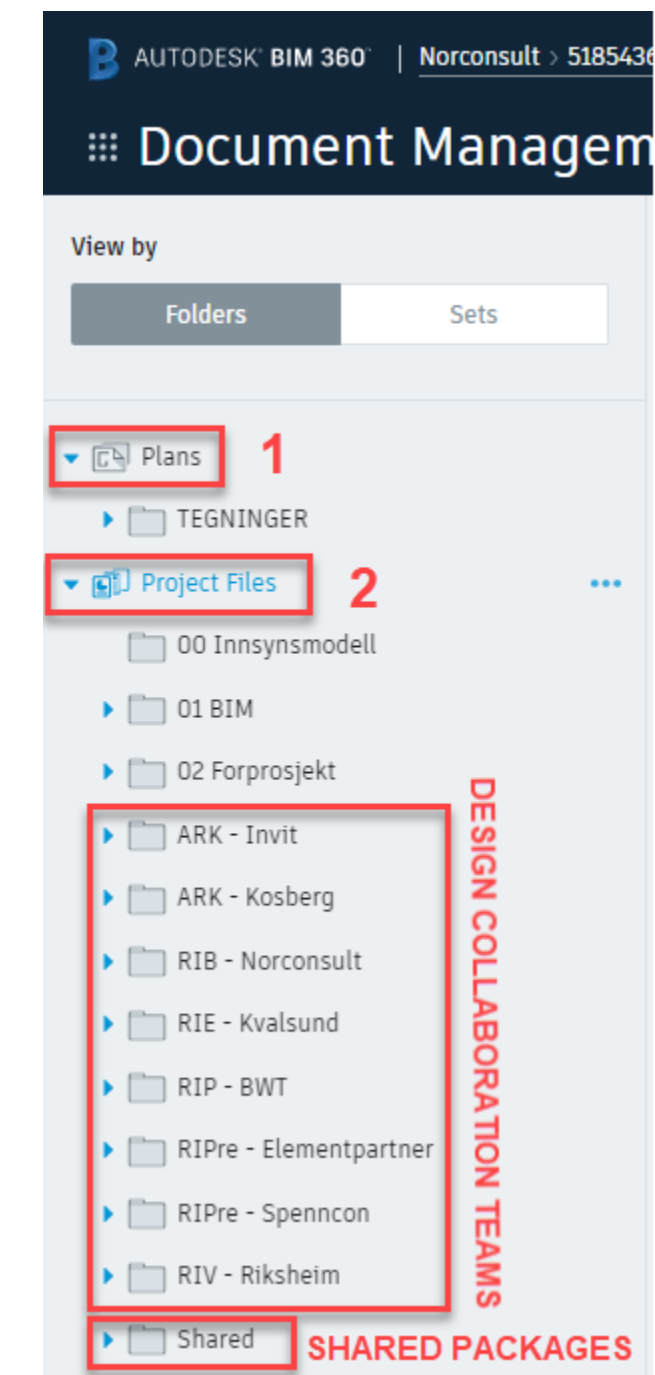 AUTODESK® BIM 360™ | Norconsult > 5185436
Document Managem
View by
Folders Sets
Plans 1
TEGNINGER
Project Files 2 •••
00 Innsynsmodell
01 BIM
02 Forprosjekt
ARK - Invit
ARK - Kosberg
RIB - Norconsult
RIE - Kvalsund
RIP - BWT
RIPre - Elementpartner
RIPre - Spenncon
RIV - Riksheim
DESIGN COLLABORATION TEAMS
Shared SHARED PACKAGES